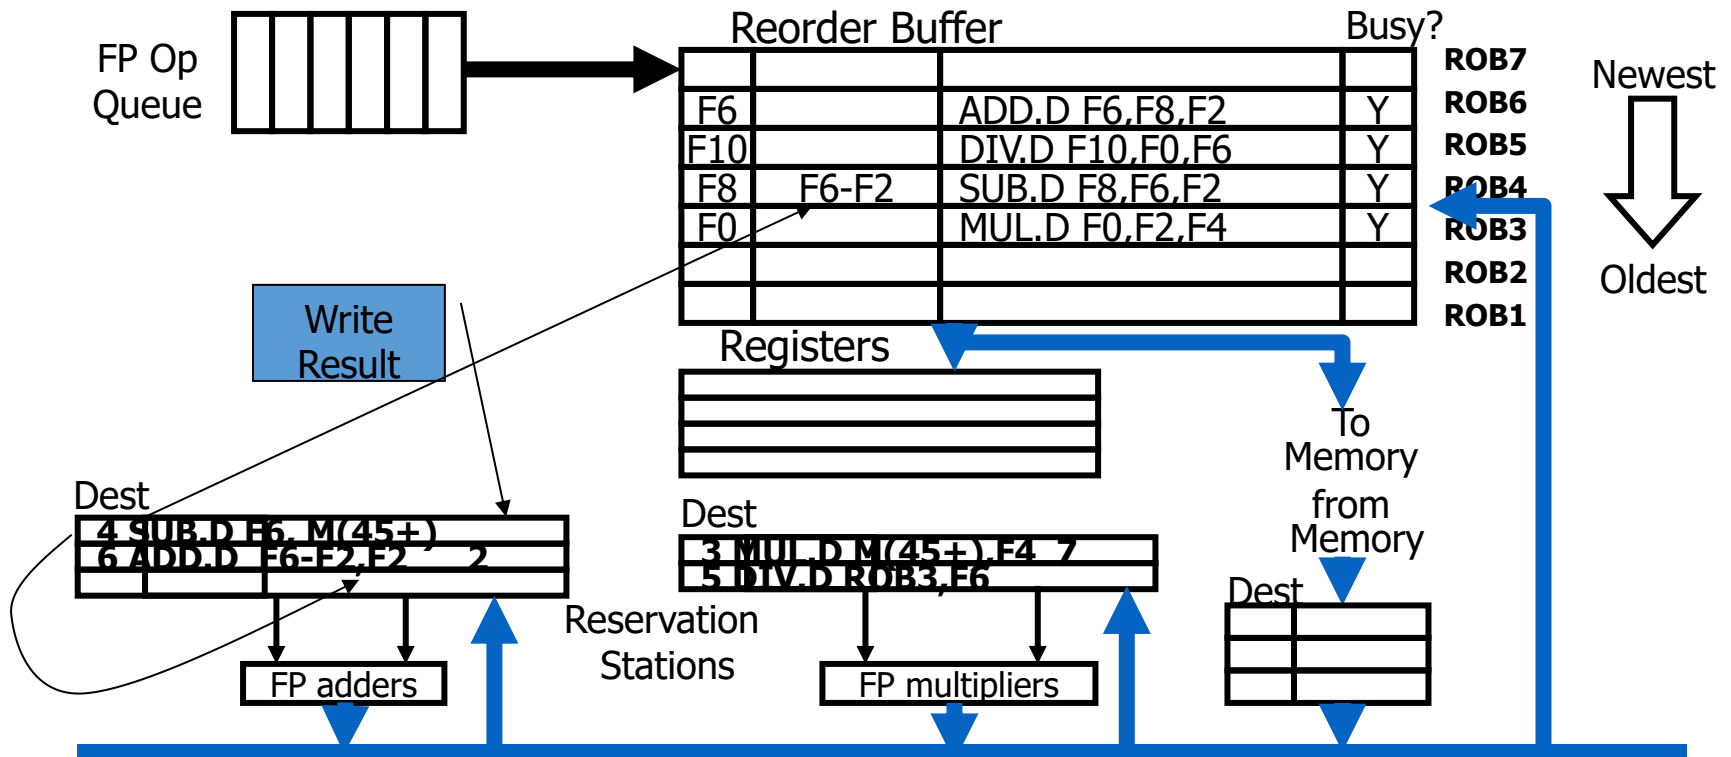 Reorder Buffer
Busy?
FP Op
Queue
ROB7
F6 ADD.D F6,F8,F2 Y ROB6
F10 DIV.D F10,F0,F6 Y ROB5
F8 F6-F2 SUB.D F8,F6,F2 Y ROB4
F0 MUL.D F0,F2,F4 Y ROB3
ROB2
ROB1
Newest
Oldest
Write
Result
Registers
To
Memory
from
Memory
Dest
4 SUB.D F6, M(45+)
6 ADD.D F6-F2,F2 2
Dest
3 MUL.D M(45+),F4 7
5 DIV.D ROB3,F6
Dest
Reservation
Stations
FP adders
FP multipliers